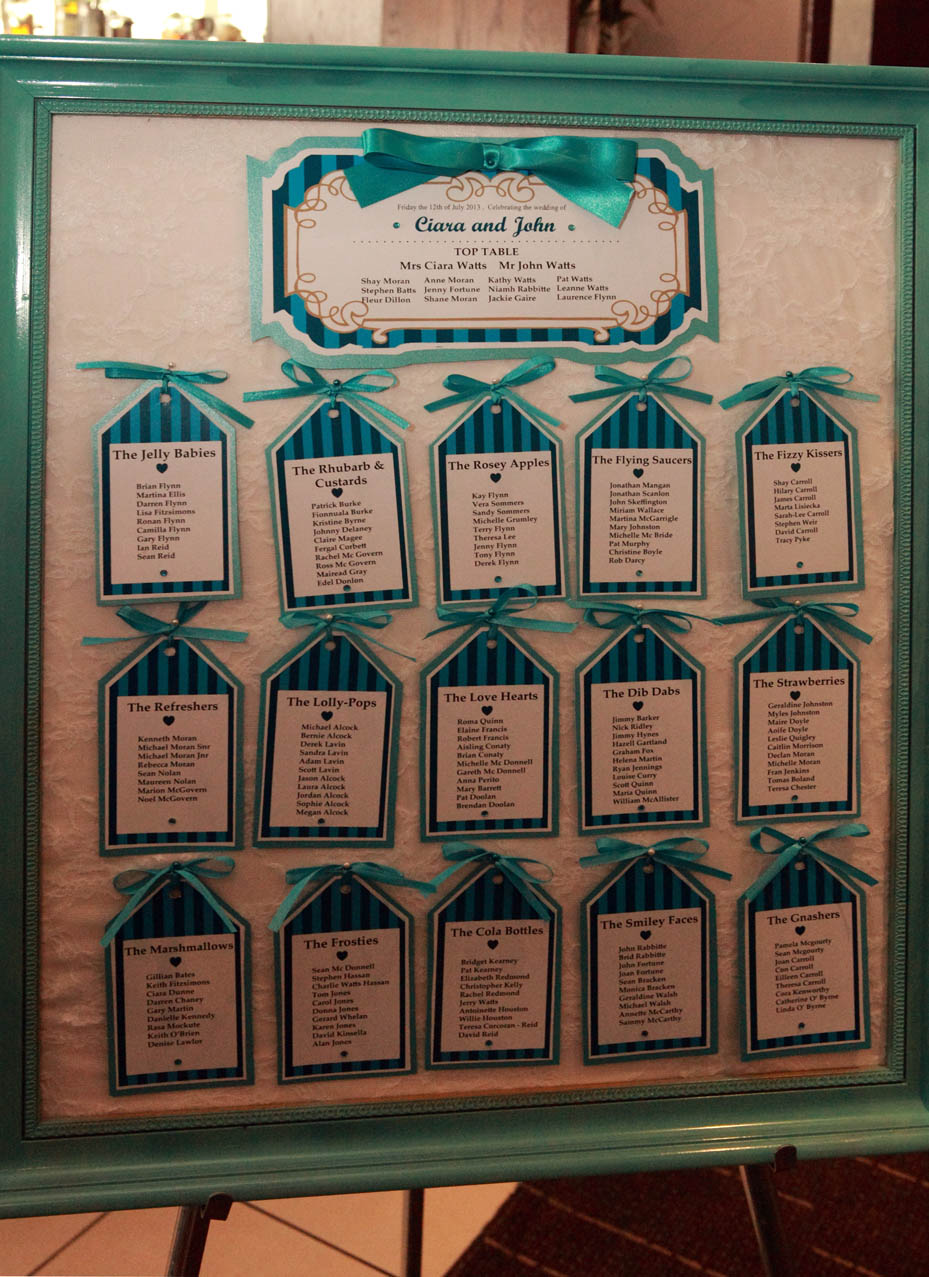 Friday the 12th of July 2013 . Celebrating the wedding of
Ciara and John
TOP TABLE
Mrs Ciara Watts Mr John Watts
Shay Moran Anne Moran Kathy Watts Pat Watts
Stephen Batts Jenny Fortune Niamh Rabbitte Leanne Watts
Fleur Dillon Shane Moran Jackie Gaire Laurence Flynn
The Jelly Babies
Brian Flynn
Martina Ellis
Darren Flynn
Lisa Fitzsimons
Ronan Flynn
Camilla Flynn
Gary Flynn
Ian Reid
Sean Reid
The Rhubarb &
Custards
Patrick Burke
Fionnuala Burke
Kristine Byrne
Johnny Delaney
Claire Magee
Fergal Corbett
Rachel Mc Govern
Ross Mc Govern
Mairead Gray
Edel Donlon
The Rosey Apples
Kay Flynn
Vera Sommers
Sandy Sommers
Michelle Grumley
Terry Flynn
Theresa Lee
Jenny Flynn
Tony Flynn
Derek Flynn
The Flying Saucers
Jonathan Mangan
Jonathan Scanlon
John Skeffington
Miriam Wallace
Martina McGarrigle
Mary Johnston
Michelle Mc Bride
Pat Murphy
Christine Boyle
Rob Darcy
The Fizzy Kissers
Shay Carroll
Hilary Carroll
James Carroll
Marta Lisiecka
Sarah-Lee Carroll
Stephen Weir
David Carroll
Tracy Pyke
The Refreshers
Kenneth Moran
Michael Moran Snr
Michael Moran Jnr
Rebecca Moran
Sean Nolan
Maureen Nolan
Marion McGovern
Noel McGovern
The Lolly-Pops
Michael Alcock
Bernie Alcock
Derek Lavin
Sandra Lavin
Adam Lavin
Scott Lavin
Jason Alcock
Laura Alcock
Jordan Alcock
Sophie Alcock
Megan Alcock
The Love Hearts
Roma Quinn
Elaine Francis
Robert Francis
Aisling Conaty
Brian Conaty
Michelle Mc Donnell
Gareth Mc Donnell
Anna Perito
Mary Barrett
Pat Doolan
Brendan Doolan
The Dib Dabs
Jimmy Barker
Nick Ridley
Jimmy Hynes
Hazell Gartland
Graham Fox
Helena Martin
Ryan Jennings
Louise Curry
Scott Quinn
Maria Quinn
William McAllister
The Strawberries
Geraldine Johnston
Myles Johnston
Maire Doyle
Aoife Doyle
Leslie Quigley
Caitlin Morrison
Declan Moran
Michelle Moran
Fran Jenkins
Tomas Boland
Teresa Chester
The Marshmallows
Gillian Bates
Keith Fitzsimons
Ciara Dunne
Darren Chaney
Gary Martin
Danielle Kennedy
Rasa Mockute
Keith O'Brien
Denise Lawlor
The Frosties
Sean Mc Donnell
Stephen Hassan
Charlie Watts Hassan
Tom Jones
Carol Jones
Donna Jones
Gerard Whelan
Karen Jones
David Kinsella
Alan Jones
The Cola Bottles
Bridget Kearney
Pat Kearney
Elizabeth Redmond
Christopher Kelly
Rachel Redmond
Jerry Watts
Antoinette Houston
Willie Houston
Teresa Corcoran - Reid
David Reid
The Smiley Faces
John Rabbitte
Brid Rabbitte
John Fortune
Joan Fortune
Sean Bracken
Monica Bracken
Geraldine Walsh
Michael Walsh
Annette McCarthy
Sammy McCarthy
The Gnashers
Pamela Mcgourty
Sean Mcgourty
Joan Carroll
Con Carroll
Eilleen Carroll
Theresa Carroll
Cora Kenworthy
Catherine O' Byrne
Linda O' Byrne